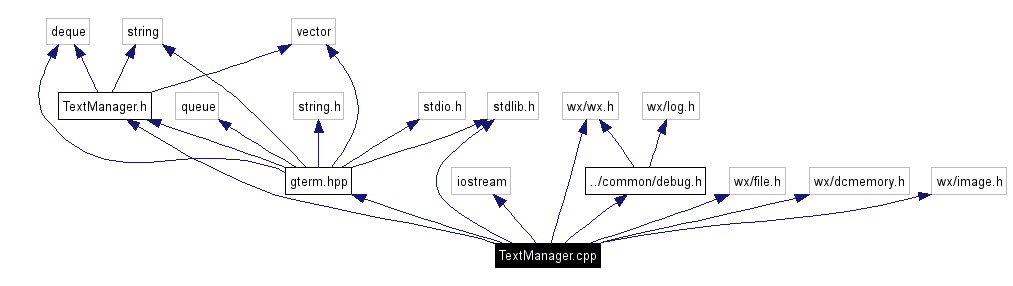 deque
string
vector
TextManager.h
queue
string.h
stdio.h
stdlib.h
wx/wx.h
wx/log.h
gterm.hpp
iostream
../common/debug.h
wx/file.h
wx/dcmemory.h
wx/image.h
TextManager.cpp